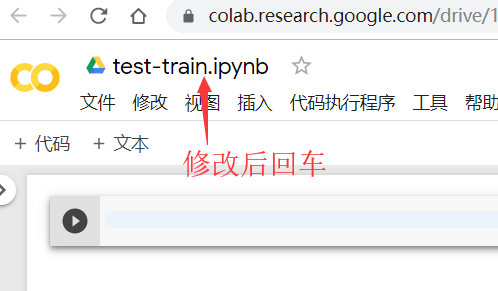 colab.research.google.com/drive/1
test-train.ipynb
文件 修改 视图 插入 代码执行程序 工具 帮助
+ 代码 + 文本
修改后回车